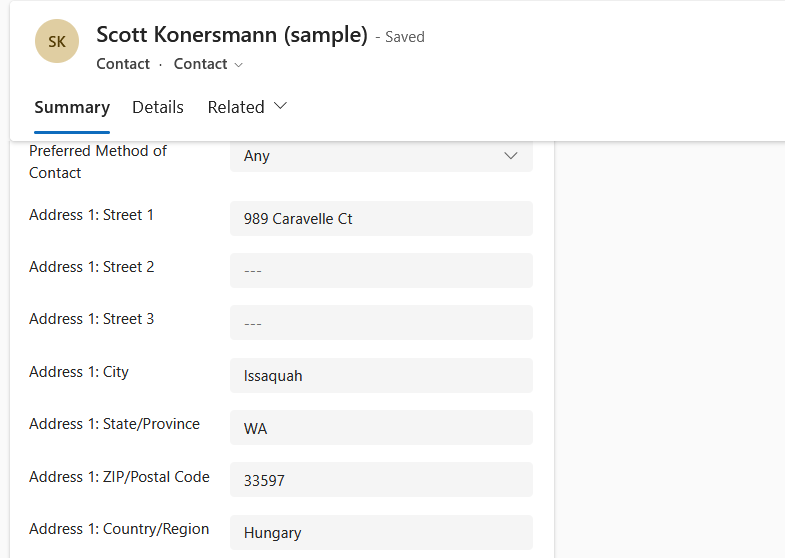 SK
Scott Konersmann (sample) - Saved
Contact · Contact
Summary Details Related
Preferred Method of
Contact
Any
Address 1: Street 1 989 Caravelle Ct
Address 1: Street 2 ---
Address 1: Street 3 ---
Address 1: City Issaquah
Address 1: State/Province WA
Address 1: ZIP/Postal Code 33597
Address 1: Country/Region Hungary